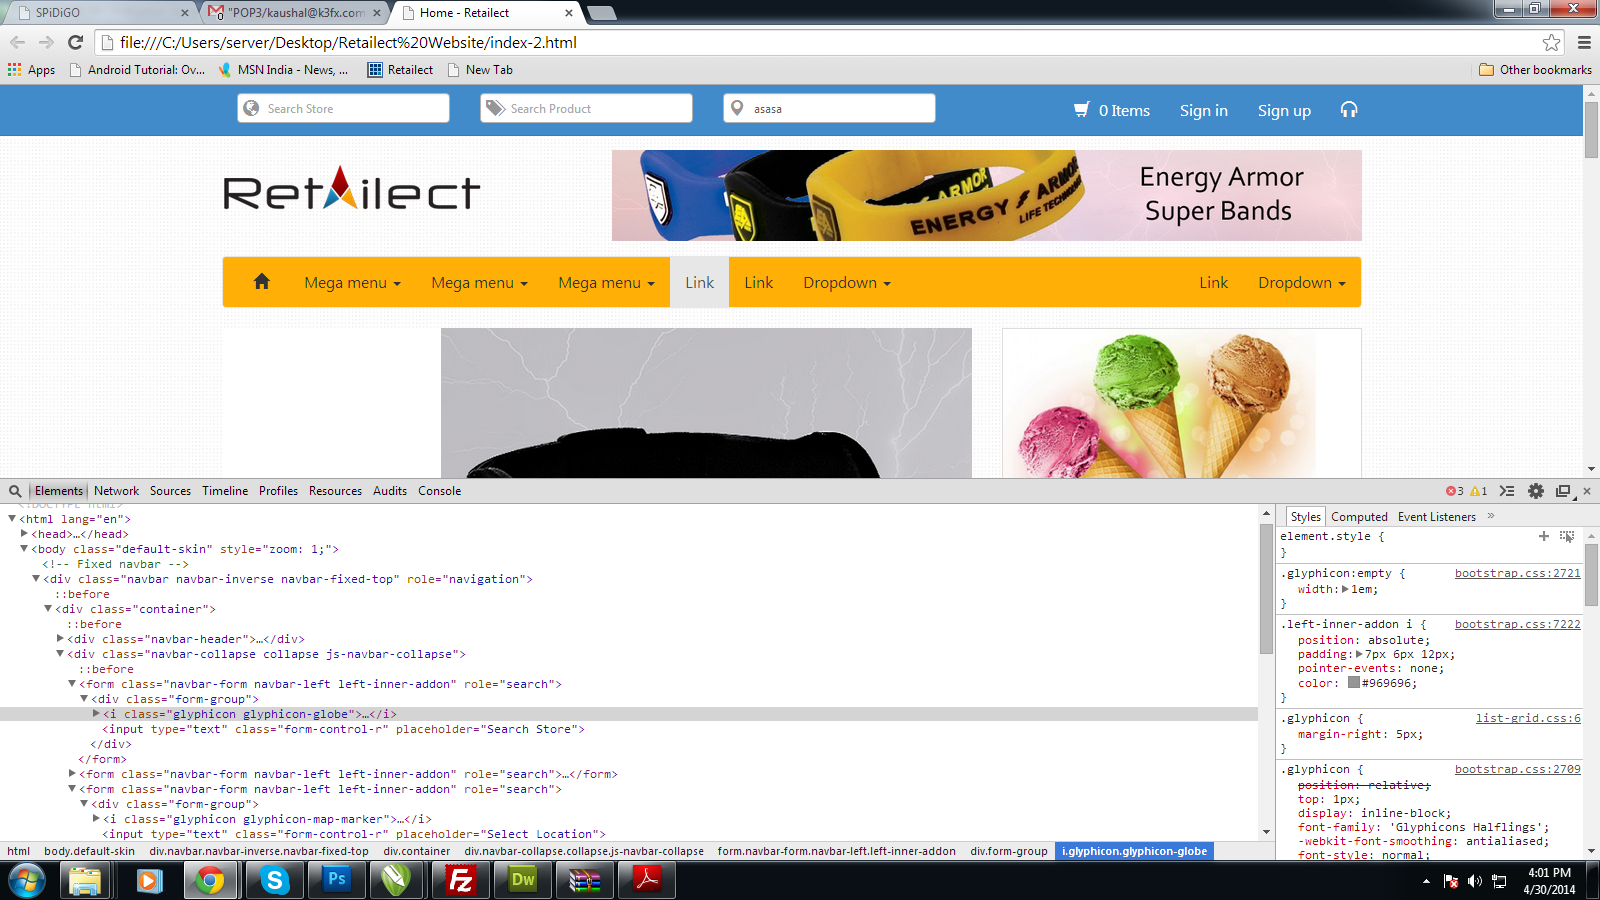 SPiDiGO
"POP3/kaushal@k3fx.com
Home - Retailect
file:///C:/Users/server/Desktop/Retailect%20Website/index-2.html
Apps
Android Tutorial: Ov...
MSN India - News, ...
Retailect
New Tab
Other bookmarks
Search Store
Search Product
asasa
0 Items
Sign in
Sign up
Retailect
ENERGY ARMOR
LIFE TECHNOLOGY
Energy Armor
Super Bands
Mega menu
Mega menu
Mega menu
Link
Link
Dropdown
Link
Dropdown
Elements Network Sources Timeline Profiles Resources Audits Console
3 1
<!DOCTYPE html>
<html lang="en">
<head>…</head>
<body class="default-skin" style="zoom: 1;">
<!-- Fixed navbar -->
<div class="navbar navbar-inverse navbar-fixed-top" role="navigation">
::before
<div class="container">
::before
<div class="navbar-header">…</div>
<div class="navbar-collapse collapse js-navbar-collapse">
::before
<form class="navbar-form navbar-left left-inner-addon" role="search">
<div class="form-group">
<i class="glyphicon glyphicon-globe">…</i>
<input type="text" class="form-control-r" placeholder="Search Store">
</div>
</form>
<form class="navbar-form navbar-left left-inner-addon" role="search">…</form>
<form class="navbar-form navbar-left left-inner-addon" role="search">
<div class="form-group">
<i class="glyphicon glyphicon-map-marker">…</i>
<input type="text" class="form-control-r" placeholder="Select Location">
html body.default-skin div.navbar.navbar-inverse.navbar-fixed-top div.container div.navbar-collapse.collapse.js-navbar-collapse form.navbar-form.navbar-left.left-inner-addon div.form-group i.glyphicon.glyphicon-globe
Styles Computed Event Listeners »
element.style {
}
.glyphicon:empty { bootstrap.css:2721
width: 1em;
}
.left-inner-addon i { bootstrap.css:7222
position: absolute;
padding: 7px 6px 12px;
pointer-events: none;
color: #969696;
}
.glyphicon { list-grid.css:6
margin-right: 5px;
}
.glyphicon { bootstrap.css:2709
position: relative;
top: 1px;
display: inline-block;
font-family: 'Glyphicons Halflings';
-webkit-font-smoothing: antialiased;
font-style: normal;
S
Ps
Fz
Dw
4:01 PM
4/30/2014